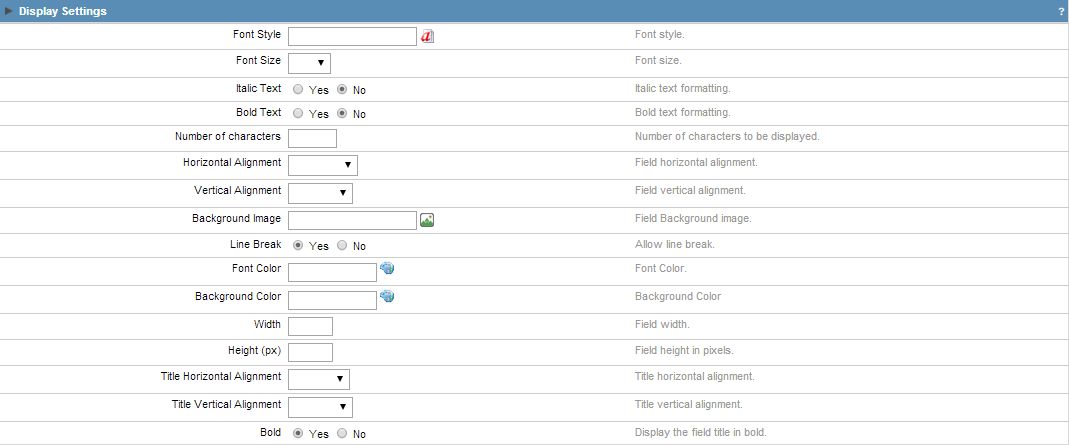 Display Settings ?
Font Style Font style.
Font Size Font size.
Italic Text Yes No Italic text formatting.
Bold Text Yes No Bold text formatting.
Number of characters Number of characters to be displayed.
Horizontal Alignment Field horizontal alignment.
Vertical Alignment Field vertical alignment.
Background Image Field Background image.
Line Break Yes No Allow line break.
Font Color Font Color.
Background Color Background Color
Width Field width.
Height (px) Field height in pixels.
Title Horizontal Alignment Title horizontal alignment.
Title Vertical Alignment Title vertical alignment.
Bold Yes No Display the field title in bold.